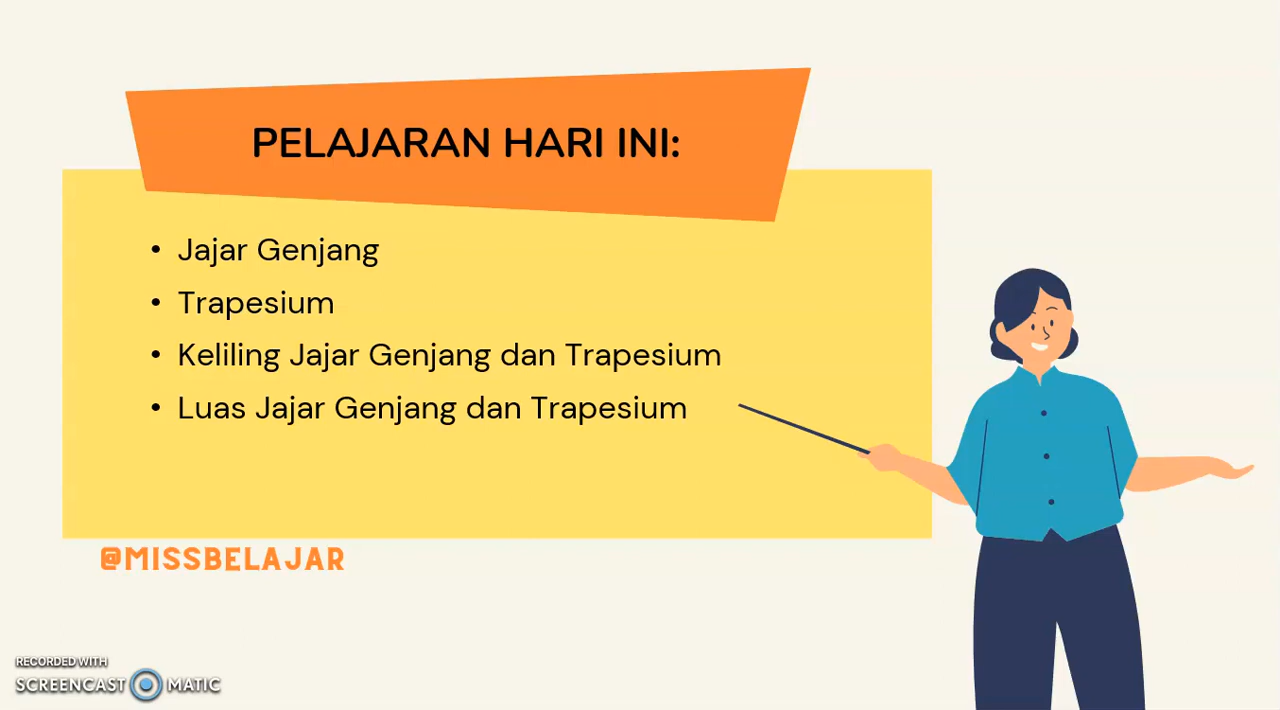 PELAJARAN HARI INI:
• Jajar Genjang
• Trapesium
• Keliling Jajar Genjang dan Trapesium
• Luas Jajar Genjang dan Trapesium
@MISSBELAJAR
RECORDED WITH
SCREENCAST MATIC